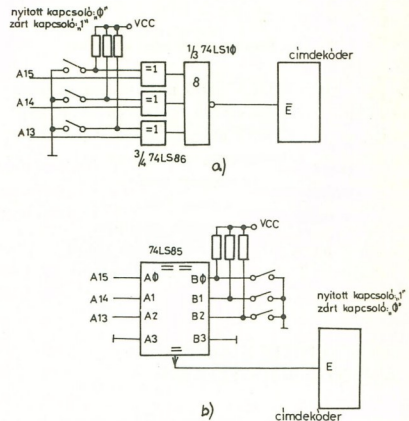 nyitott kapcsoló:„0̸"
zárt kapcsoló:„1"
VCC
1/3 74LS10̸
címdekóder
A15
=1
A14
=1
A13
=1
8
E̅
3/4 74LS86
a)
74LS85
VCC
A15
A14
A13
A0̸
A1
A2
A3
==
=
B0̸
B1
B2
B3
nyitott kapcsoló:„1"
zárt kapcsoló:„0̸"
E
címdekóder
b)